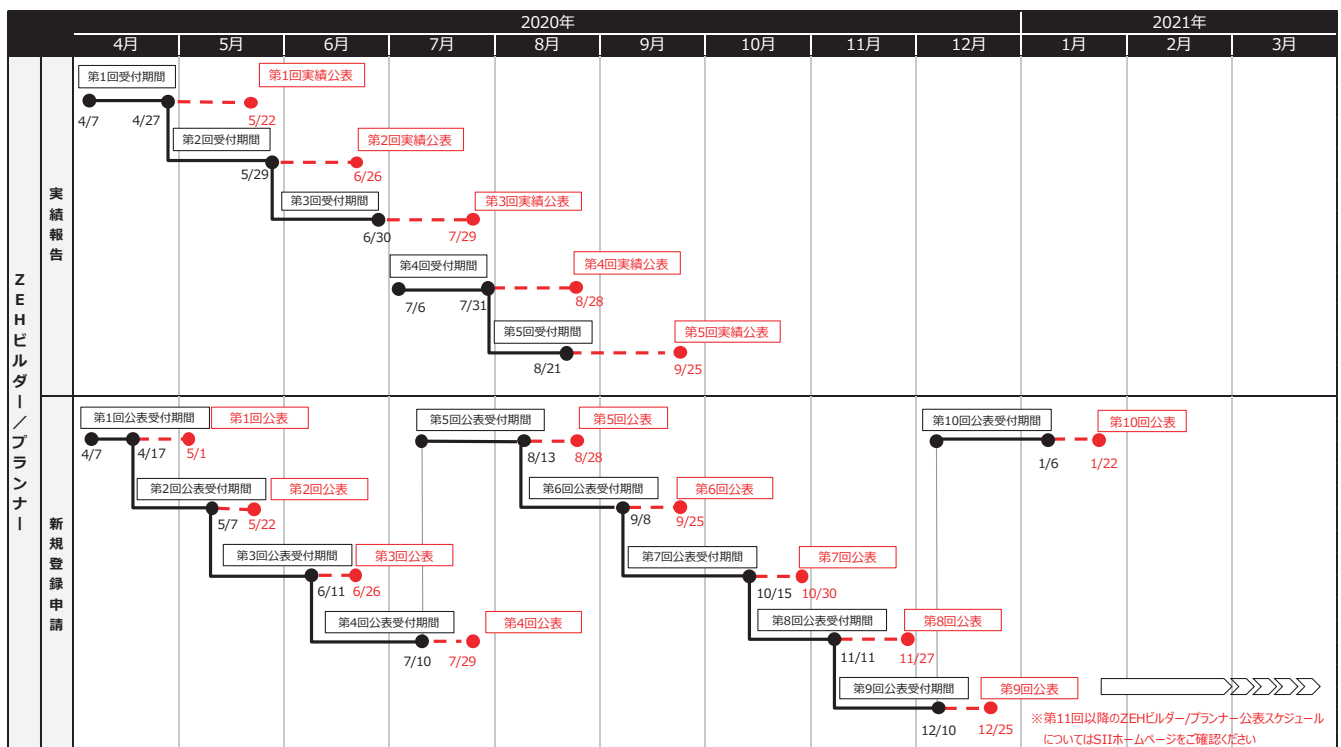 2020年
2021年
4月
5月
6月
7月
8月
9月
10月
11月
12月
1月
2月
3月
ZEHビルダー/プランナー
実績報告
第1回受付期間
第1回実績公表
4/7
4/27
5/22
第2回受付期間
第2回実績公表
5/29
6/26
第3回受付期間
第3回実績公表
6/30
7/29
第4回受付期間
第4回実績公表
7/6
7/31
8/28
第5回受付期間
第5回実績公表
8/21
9/25
新規登録申請
第1回公表受付期間
第1回公表
4/7
4/17
5/1
第2回公表受付期間
第2回公表
5/7
5/22
第3回公表受付期間
第3回公表
6/11
6/26
第4回公表受付期間
第4回公表
7/10
7/29
第5回公表受付期間
第5回公表
8/13
8/28
第6回公表受付期間
第6回公表
9/8
9/25
第7回公表受付期間
第7回公表
10/15
10/30
第8回公表受付期間
第8回公表
11/11
11/27
第9回公表受付期間
第9回公表
12/10
12/25
第10回公表受付期間
第10回公表
1/6
1/22
※第11回以降のZEHビルダー/プランナー公表スケジュール
についてはSIIホームページをご確認ください